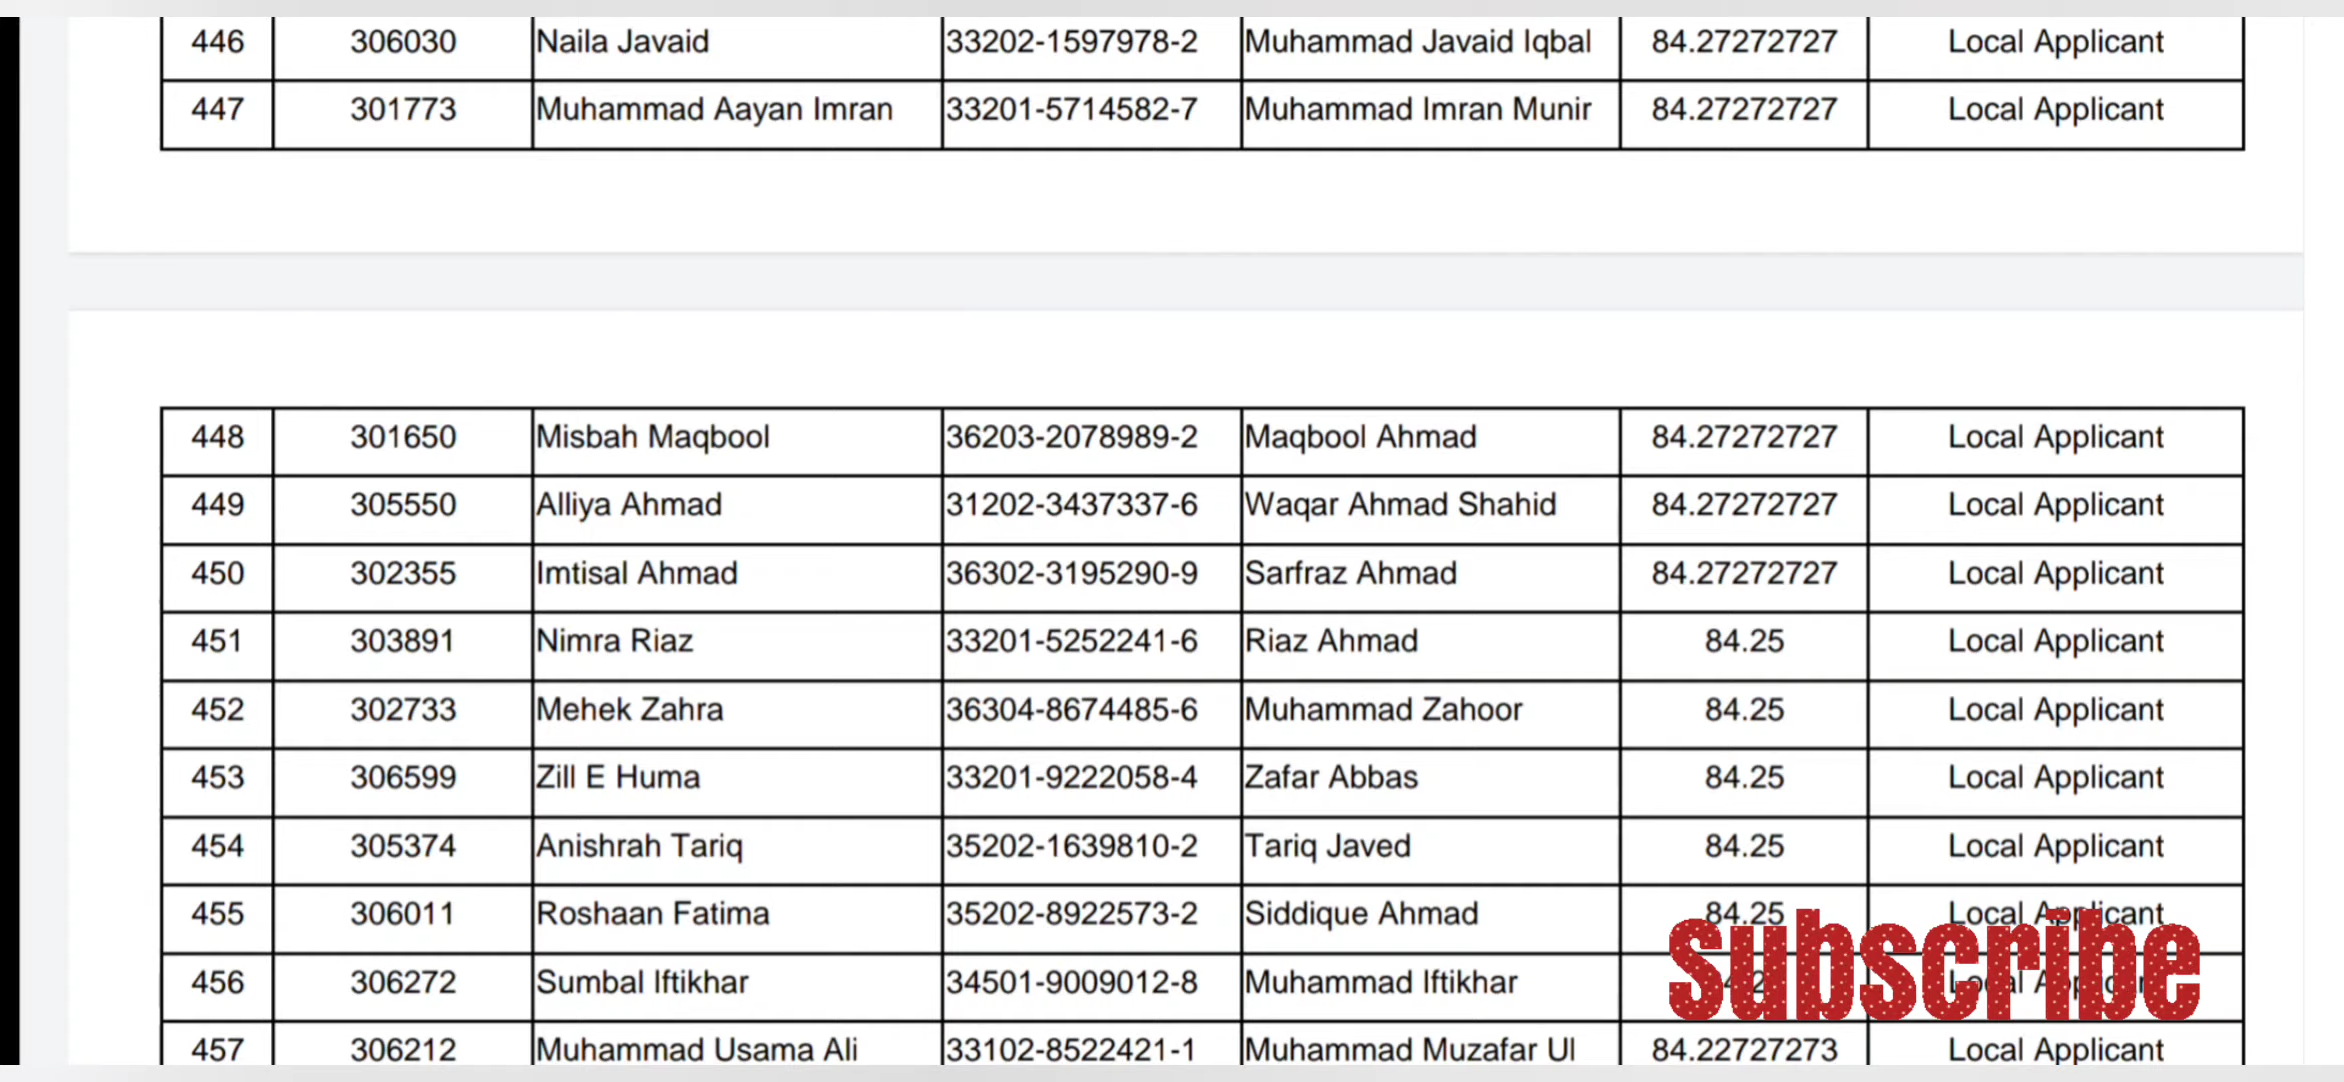 446 306030 Naila Javaid 33202-1597978-2 Muhammad Javaid Iqbal 84.27272727 Local Applicant
447 301773 Muhammad Aayan Imran 33201-5714582-7 Muhammad Imran Munir 84.27272727 Local Applicant
448 301650 Misbah Maqbool 36203-2078989-2 Maqbool Ahmad 84.27272727 Local Applicant
449 305550 Alliya Ahmad 31202-3437337-6 Waqar Ahmad Shahid 84.27272727 Local Applicant
450 302355 Imtisal Ahmad 36302-3195290-9 Sarfraz Ahmad 84.27272727 Local Applicant
451 303891 Nimra Riaz 33201-5252241-6 Riaz Ahmad 84.25 Local Applicant
452 302733 Mehek Zahra 36304-8674485-6 Muhammad Zahoor 84.25 Local Applicant
453 306599 Zill E Huma 33201-9222058-4 Zafar Abbas 84.25 Local Applicant
454 305374 Anishrah Tariq 35202-1639810-2 Tariq Javed 84.25 Local Applicant
455 306011 Roshaan Fatima 35202-8922573-2 Siddique Ahmad 84.25 Local Applicant
456 306272 Sumbal Iftikhar 34501-9009012-8 Muhammad Iftikhar
subscribe
457 306212 Muhammad Usama Ali 33102-8522421-1 Muhammad Muzafar Ul 84.22727273 Local Applicant